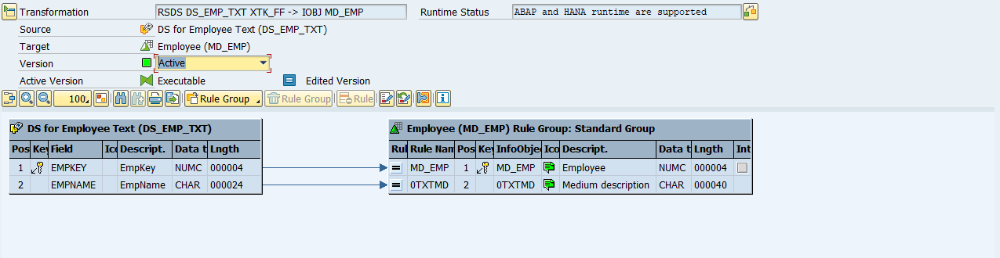 Transformation RSDS DS_EMP_TXT XTK_FF -> IOBJ MD_EMP Runtime Status ABAP and HANA runtime are supported
Source DS for Employee Text (DS_EMP_TXT)
Target Employee (MD_EMP)
Version Active
Active Version Executable Edited Version
100 Rule Group Rule Group Rule
DS for Employee Text (DS_EMP_TXT) Employee (MD_EMP) Rule Group: Standard Group
Pos Key Field Ico Descript. Data t Lngth Rul Rule Nam Pos Key InfoObje Ico Descript. Data t Lngth Int
1 EMPKEY EmpKey NUMC 000004 = MD_EMP 1 MD_EMP Employee NUMC 000004
2 EMPNAME EmpName CHAR 000024 = 0TXTMD 2 0TXTMD Medium description CHAR 000040